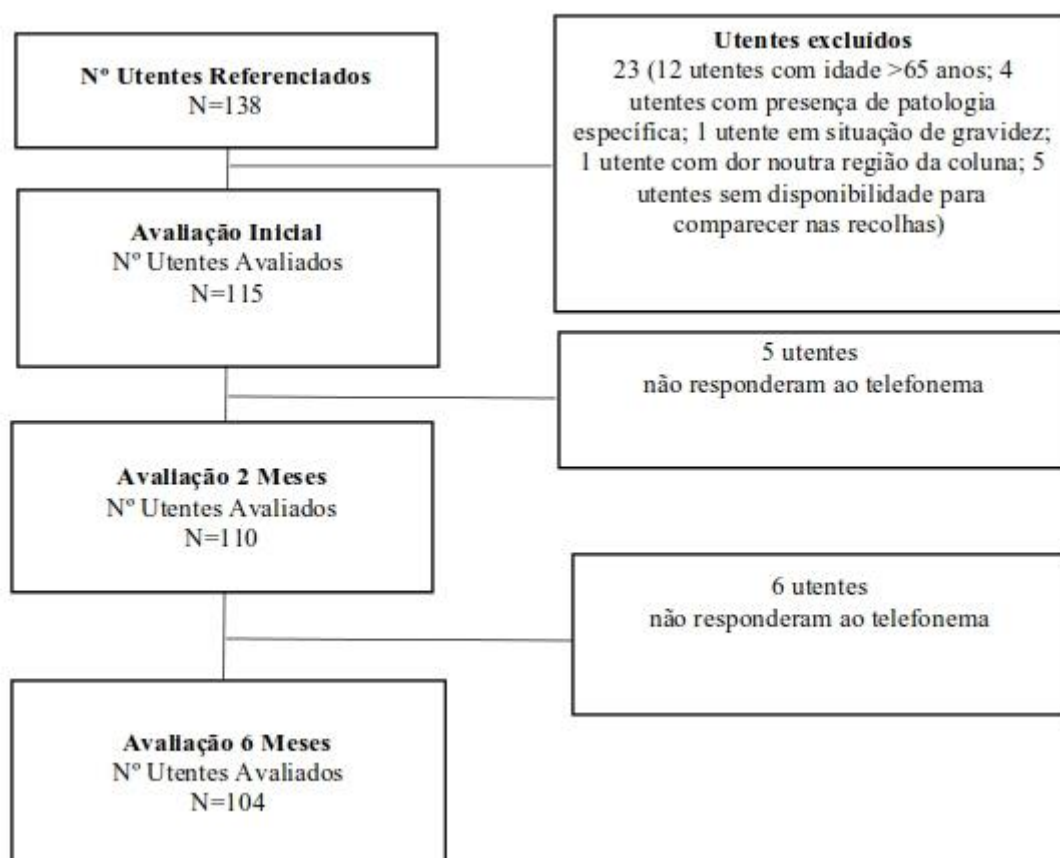 Nº Utentes Referenciados
N=138
Utentes excluídos
23 (12 utentes com idade >65 anos; 4
utentes com presença de patologia
específica; 1 utente em situação de gravidez;
1 utente com dor noutra região da coluna; 5
utentes sem disponibilidade para
comparecer nas recolhas)
Avaliação Inicial
Nº Utentes Avaliados
N=115
5 utentes
não responderam ao telefonema
Avaliação 2 Meses
Nº Utentes Avaliados
N=110
6 utentes
não responderam ao telefonema
Avaliação 6 Meses
Nº Utentes Avaliados
N=104